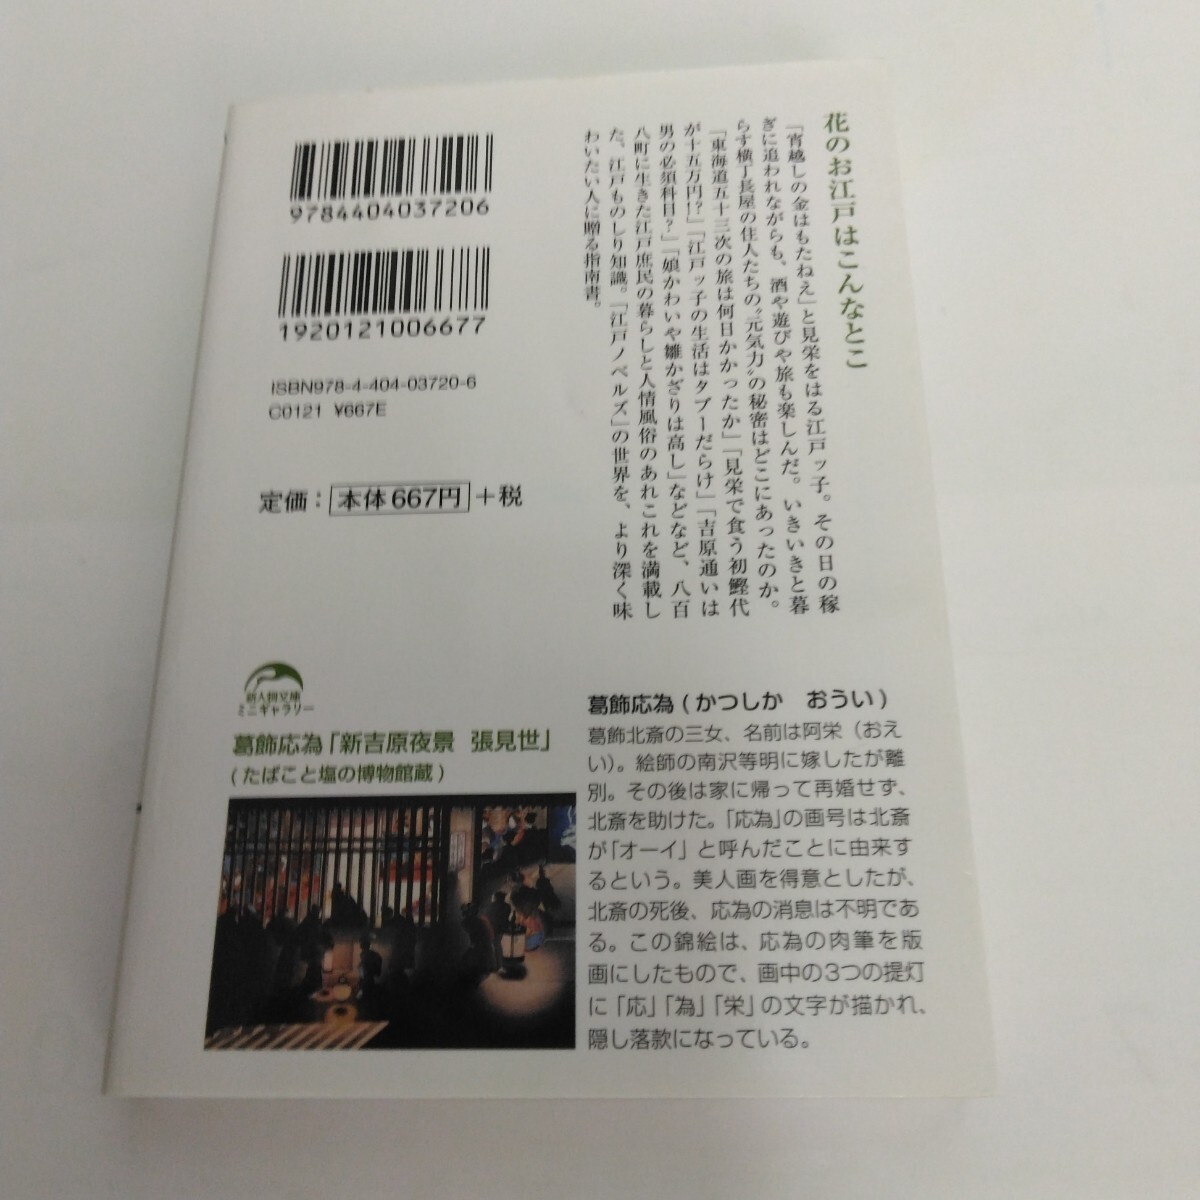 花のお江戸はこんなとこ
「宵越しの金はもたねえ」と見栄をはる江戸ッ子。その日の稼
ぎに追われながらも、酒や遊びや旅も楽しんだ。いきいきと暮
らす横丁長屋の住人たちの〝元気力〟の秘密はどこにあったのか。
「東海道五十三次の旅は何日かかったか」「見栄で食う初鰹代
が十五万円!?」「江戸ッ子の生活はタブーだらけ」「吉原通いは
男の必須科目?」「娘かわいや雛かざりは高し」などなど、八百
八町に生きた江戸庶民の暮らしと人情風俗のあれこれを満載し
た、江戸ものしり知識。「江戸ノベルズ」の世界を、より深く味
わいたい人に贈る指南書。
9784404037206
1920121006677
ISBN978-4-404-03720-6
C0121 ¥667E
定価：本体667円+税
新人物文庫
ミニギャラリー
葛飾応為「新吉原夜景 張見世」
(たばこと塩の博物館蔵)
葛飾応為(かつしか おうい)
葛飾北斎の三女、名前は阿栄(おえ
い)。絵師の南沢等明に嫁したが離
別。その後は家に帰って再婚せず、
北斎を助けた。「応為」の画号は北斎
が「オーイ」と呼んだことに由来す
るという。美人画を得意としたが、
北斎の死後、応為の消息は不明であ
る。この錦絵は、応為の肉筆を版
画にしたもので、画中の3つの提灯
に「応」「為」「栄」の文字が描かれ、
隠し落款になっている。